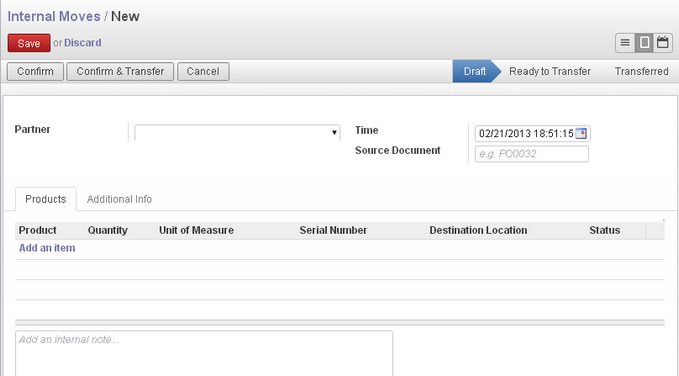 Internal Moves / New
Save or Discard
Confirm Confirm & Transfer Cancel Draft Ready to Transfer Transferred
Partner Time 02/21/2013 18:51:15
Source Document e.g. PO0032
Products Additional Info
Product Quantity Unit of Measure Serial Number Destination Location Status
Add an item
Add an internal note...